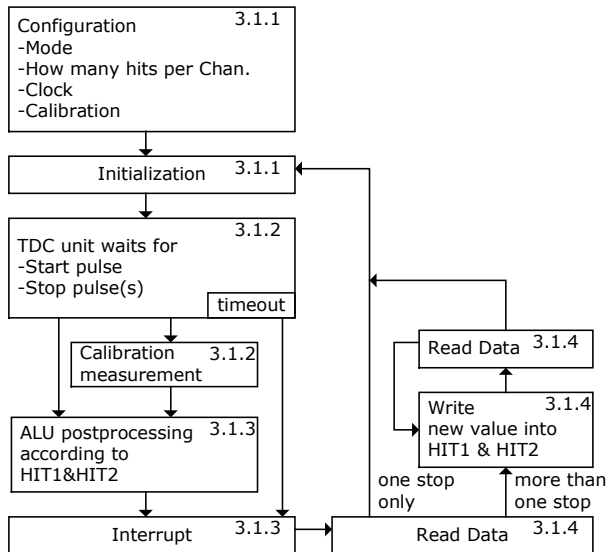 Configuration 3.1.1
-Mode
-How many hits per Chan.
-Clock
-Calibration
Initialization 3.1.1
3.1.2
TDC unit waits for
-Start pulse
-Stop pulse(s)
timeout
Calibration 3.1.2
measurement
ALU postprocessing 3.1.3
according to
HIT1&HIT2
Interrupt 3.1.3
Read Data 3.1.4
Write 3.1.4
new value into
HIT1 & HIT2
one stop
only
more than
one stop
Read Data 3.1.4